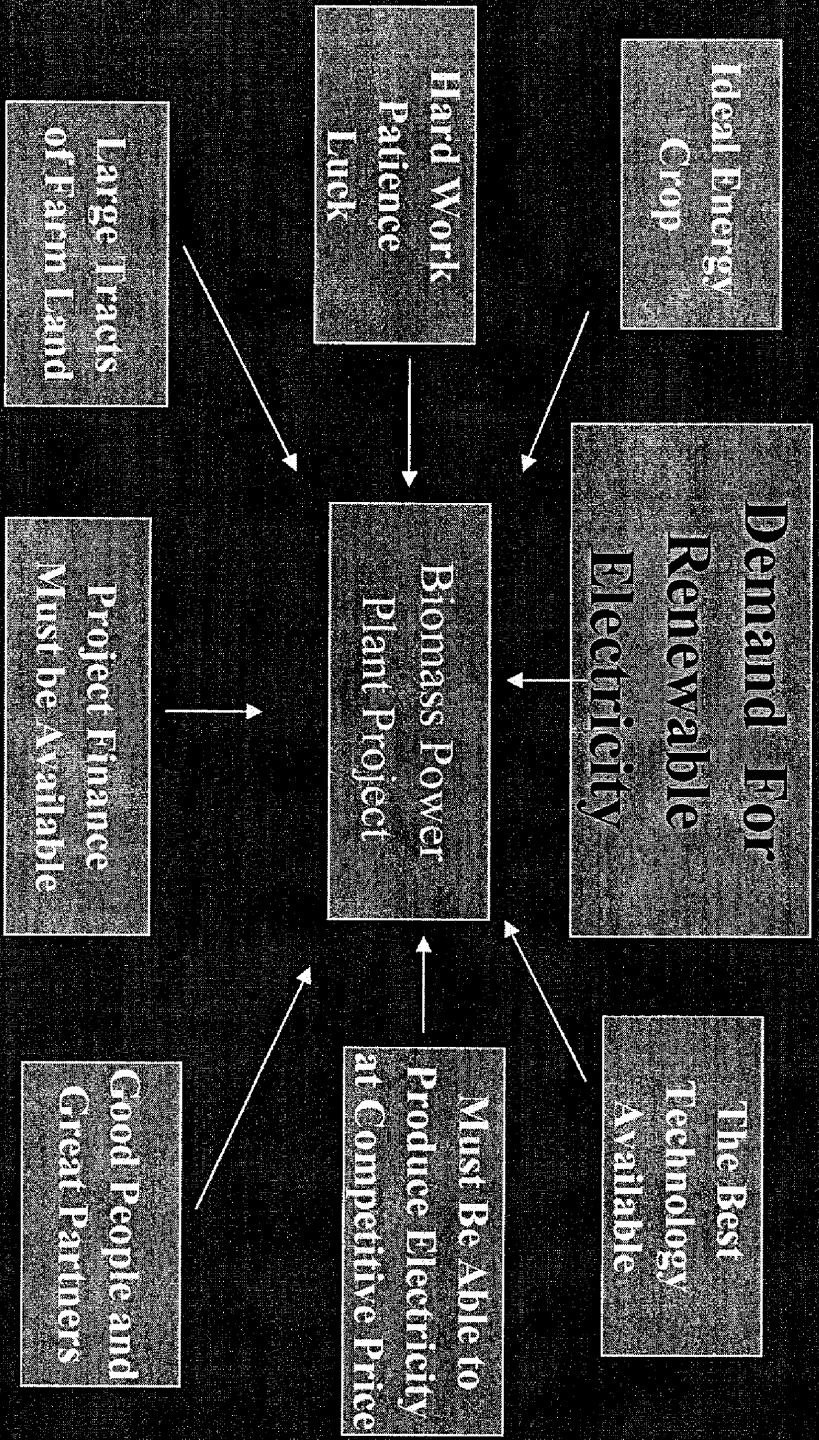 Ideal Energy
Crop
Demand For
Renewable
Electricity
The Best
Technology
Available
Hard Work
Patience
Luck
Biomass Power
Plant Project
Must Be Able to
Produce Electricity
at Competitive Price
Large Tracts
of Farm Land
Project Finance
Must be Available
Good People and
Great Partners